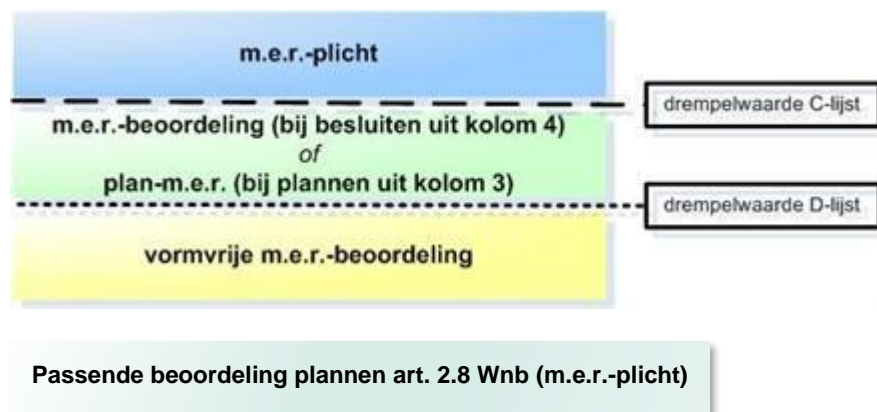 m.e.r.-plicht
drempelwaarde C-lijst
m.e.r.-beoordeling (bij besluiten uit kolom 4)
of
plan-m.e.r. (bij plannen uit kolom 3)
drempelwaarde D-lijst
vormvrije m.e.r.-beoordeling
Passende beoordeling plannen art. 2.8 Wnb (m.e.r.-plicht)